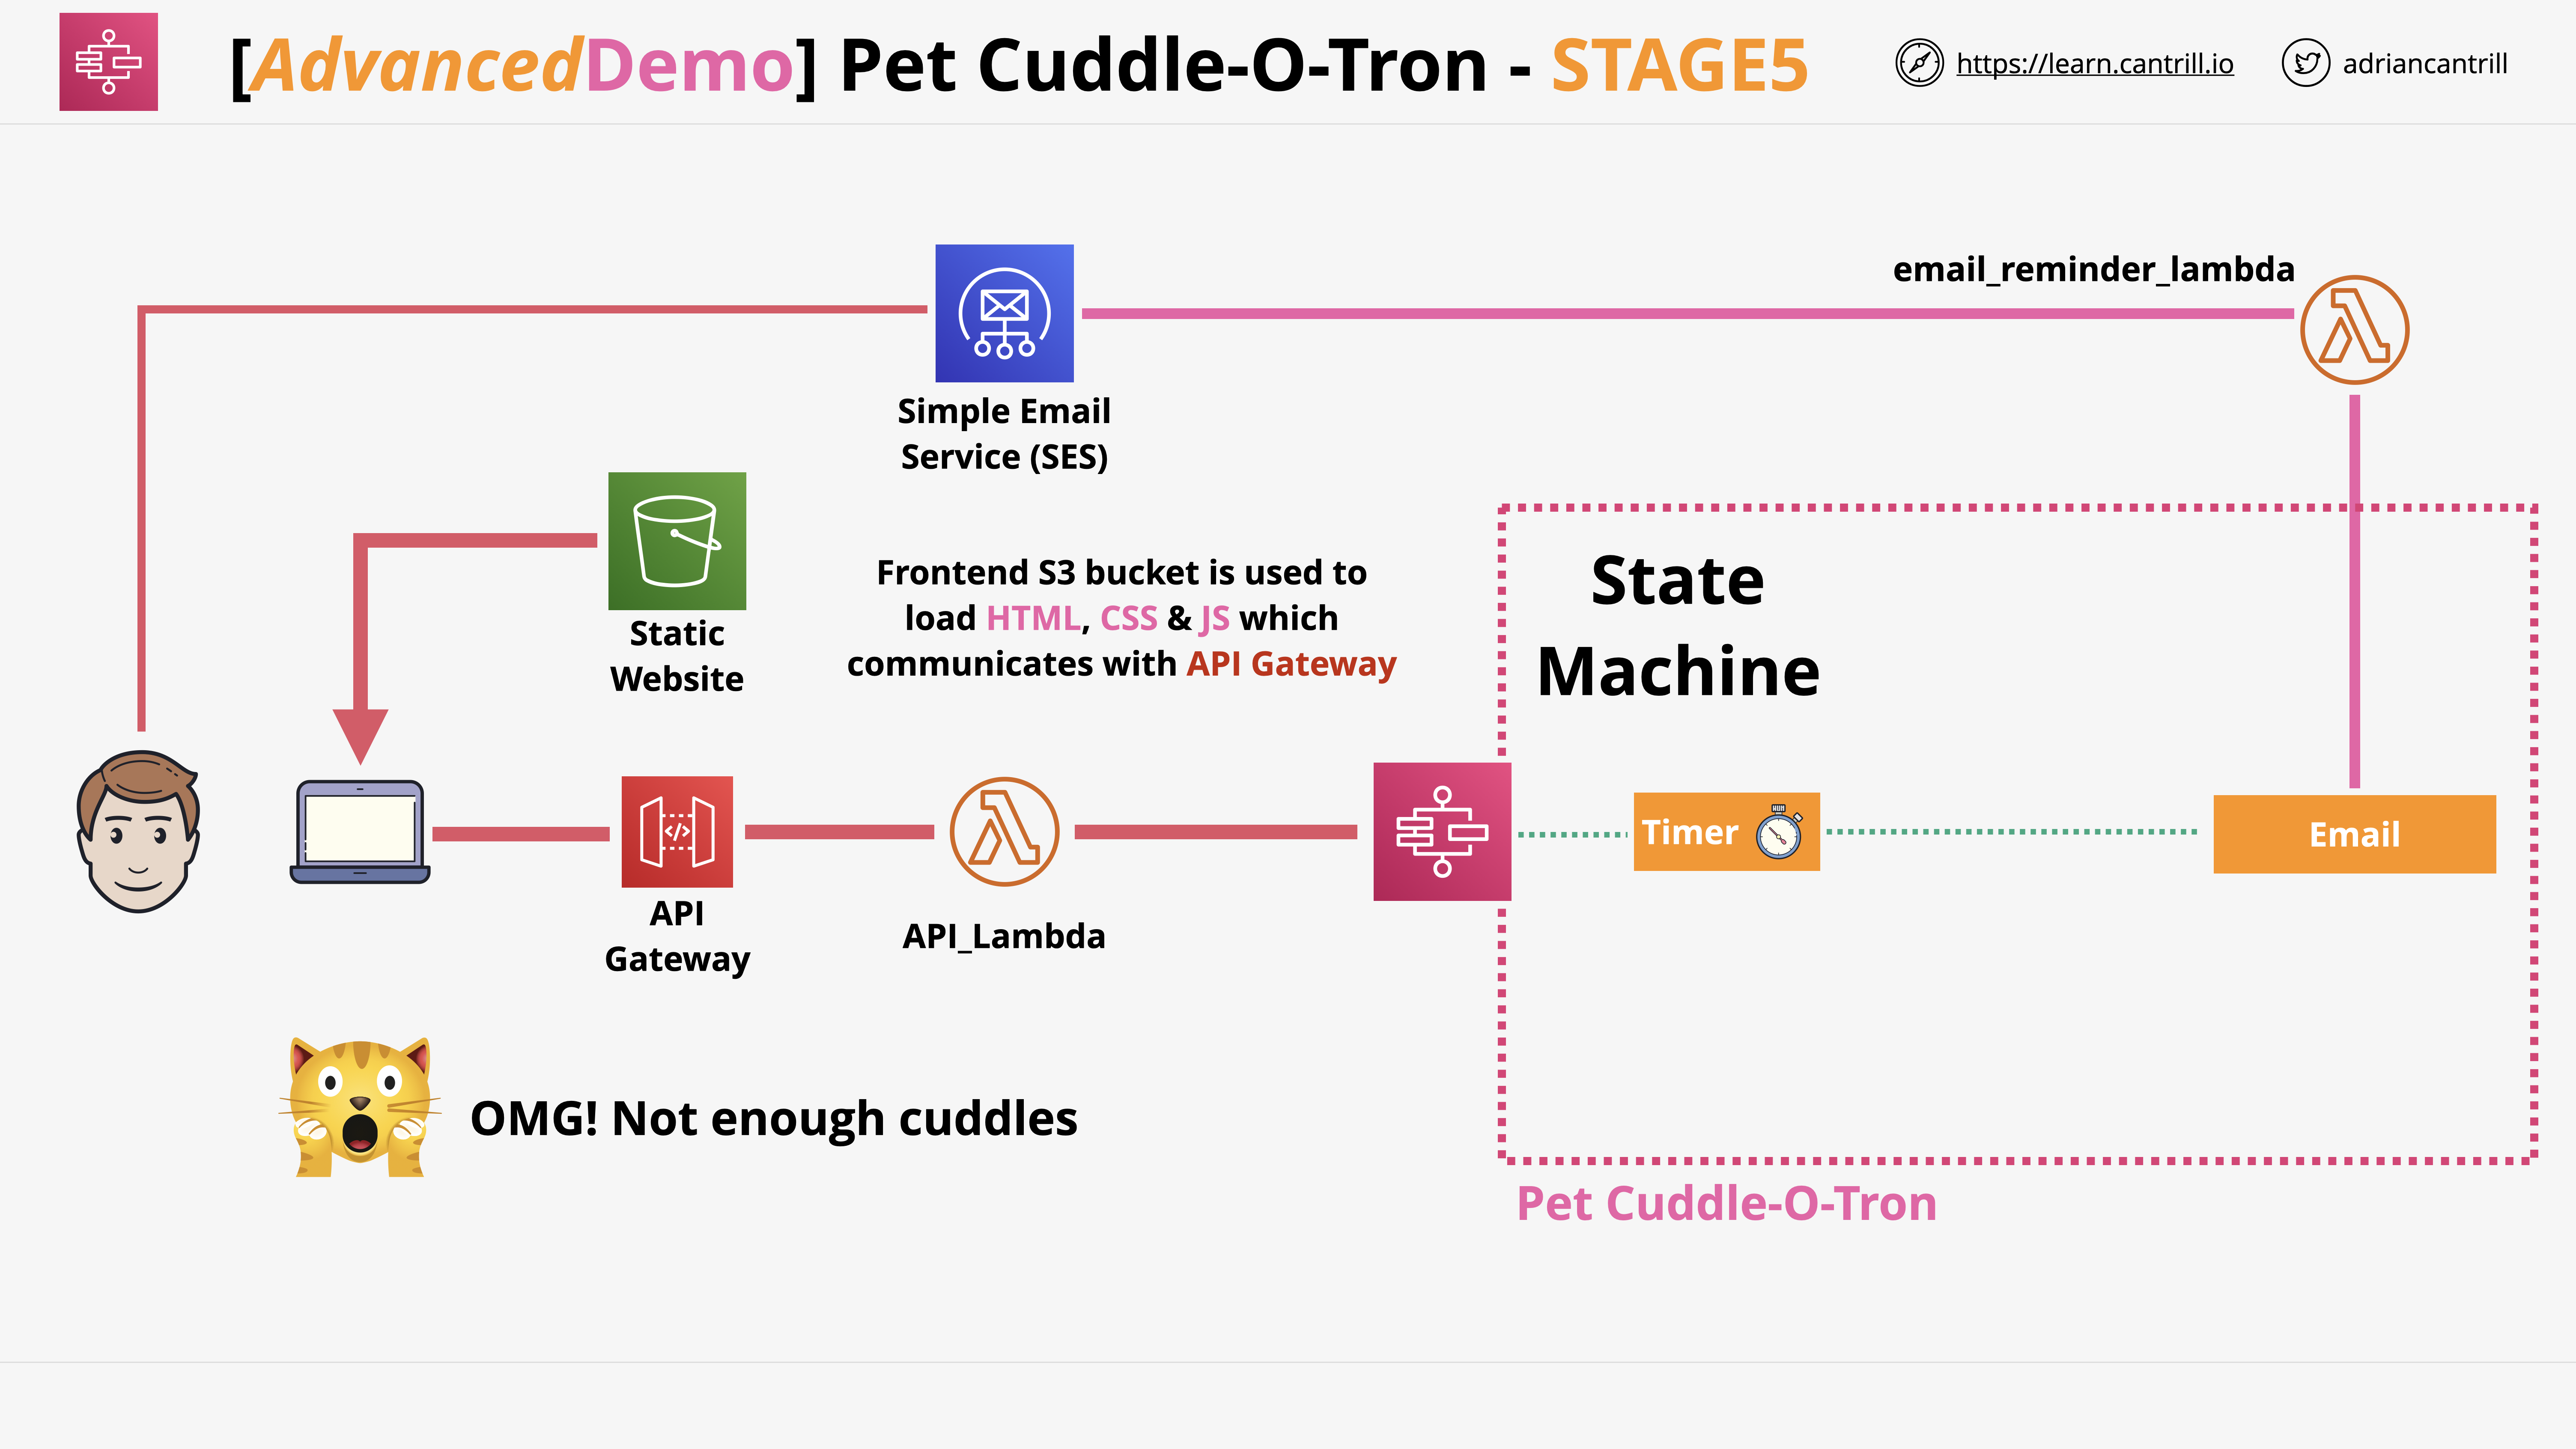 [AdvancedDemo] Pet Cuddle-O-Tron - STAGE5
https://learn.cantrill.io
adriancantrill
email_reminder_lambda
Simple Email
Service (SES)
Static
Website
Frontend S3 bucket is used to
load HTML, CSS & JS which
communicates with API Gateway
State
Machine
Timer
Email
API
Gateway
API_Lambda
OMG! Not enough cuddles
Pet Cuddle-O-Tron